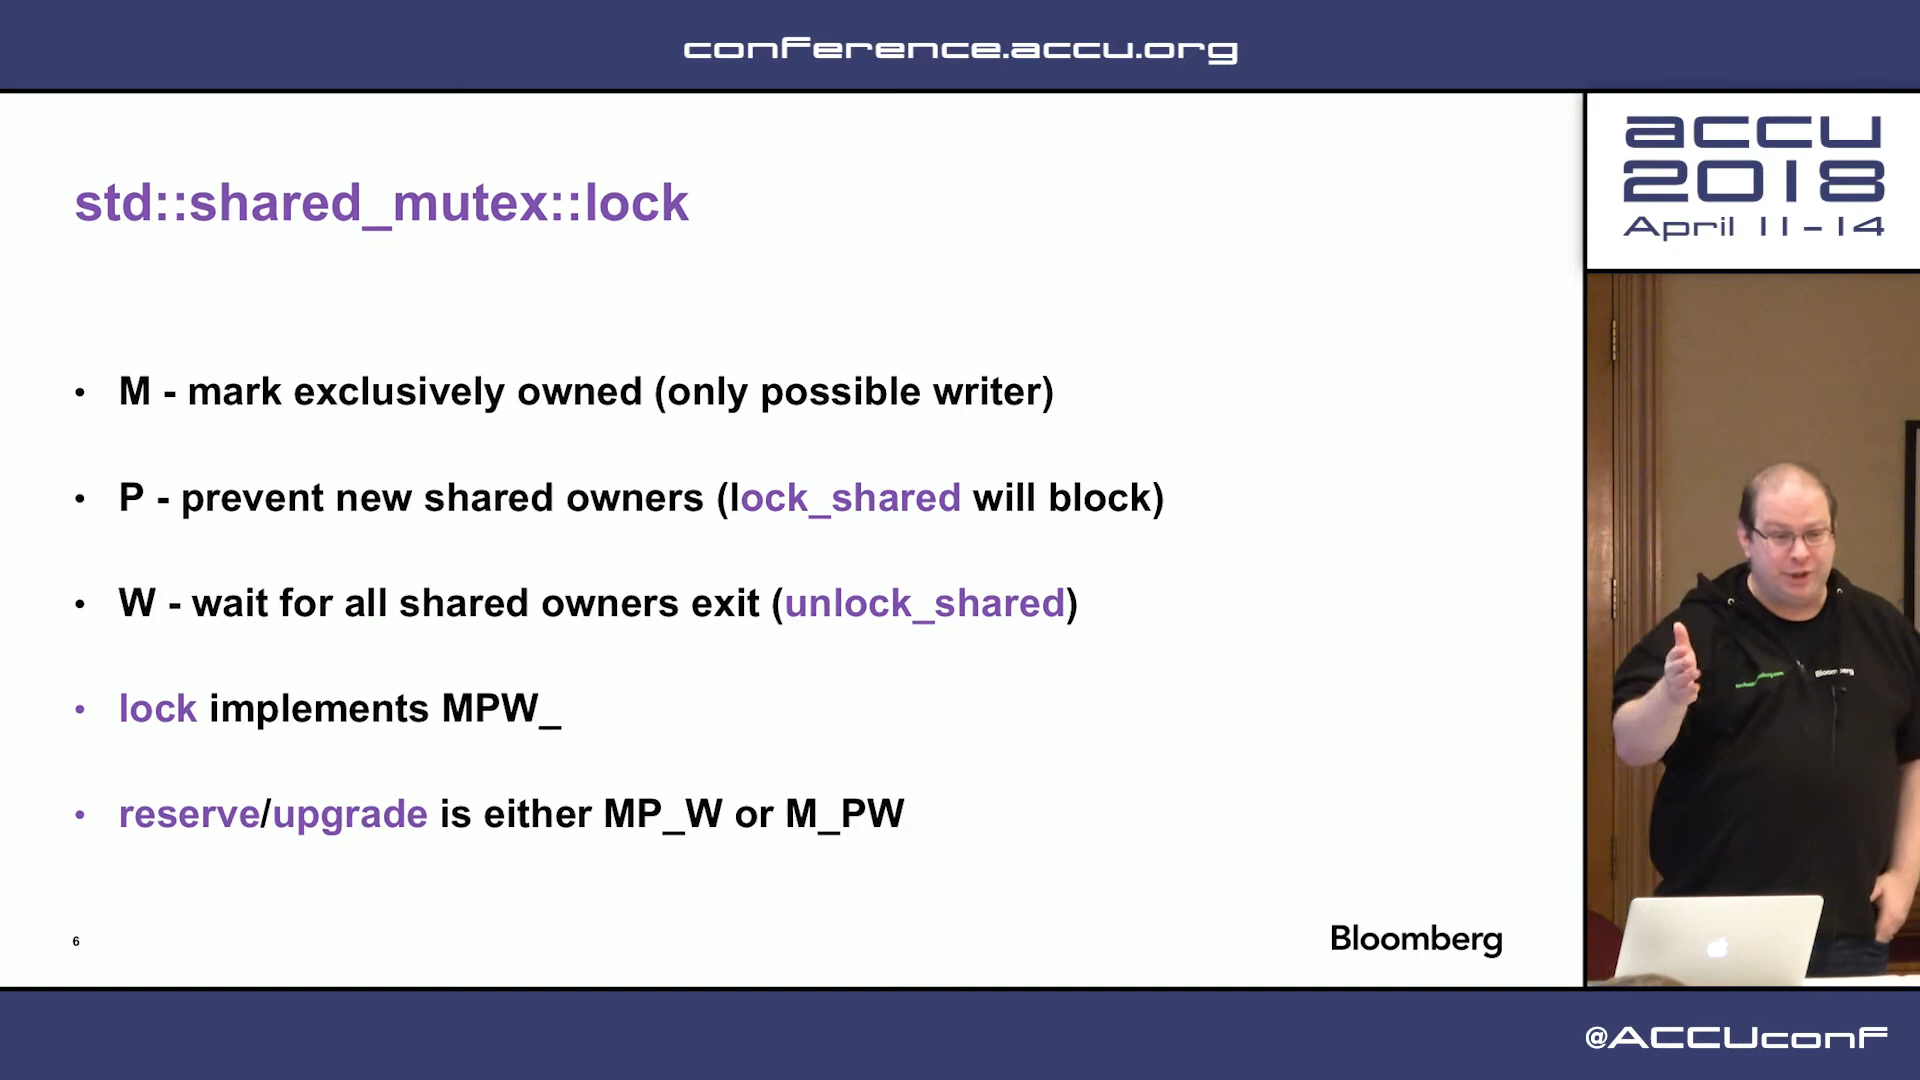 conference.accu.org
accu
2018
April 11-14
std::shared_mutex::lock
• M - mark exclusively owned (only possible writer)
• P - prevent new shared owners (lock_shared will block)
• W - wait for all shared owners exit (unlock_shared)
• lock implements MPW_
• reserve/upgrade is either MP_W or M_PW
6
Bloomberg
Bloomberg
@ACCUconf